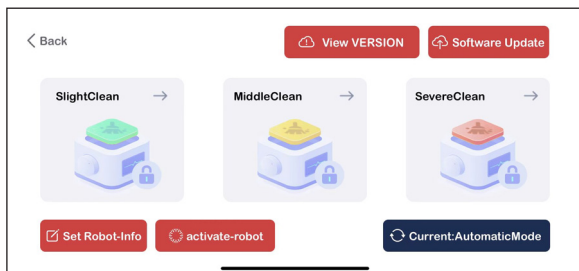 Back
View VERSION
Software Update
SlightClean
MiddleClean
SevereClean
Set Robot-Info
activate-robot
Current:AutomaticMode